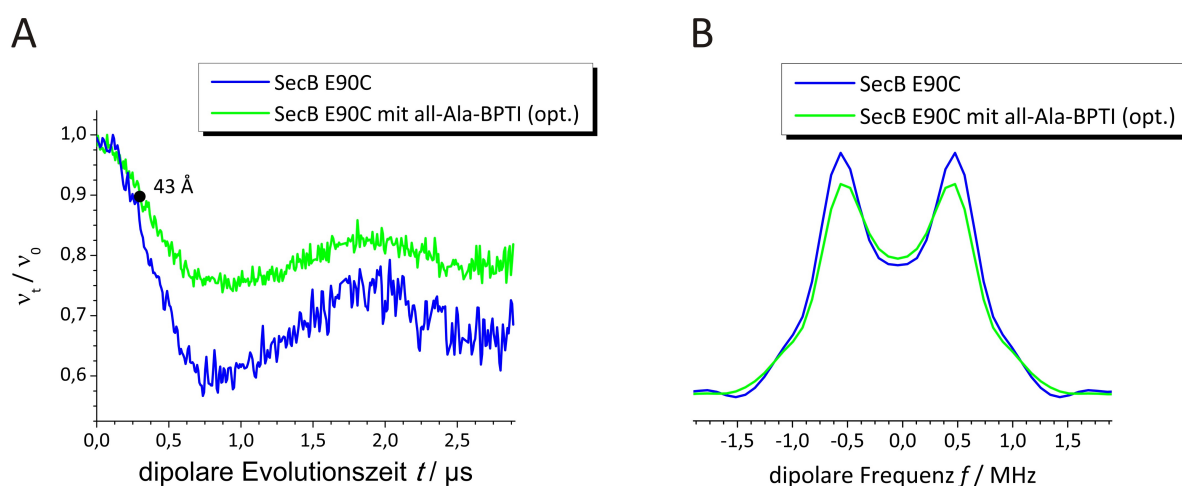 A
SecB E90C
SecB E90C mit all-Ala-BPTI (opt.)
1,0
0,9
0,8
0,7
0,6
43 Å
νt / ν0
0,0 0,5 1,0 1,5 2,0 2,5
dipolare Evolutionszeit t / µs
B
SecB E90C
SecB E90C mit all-Ala-BPTI (opt.)
-1,5 -1,0 -0,5 0,0 0,5 1,0 1,5
dipolare Frequenz f / MHz